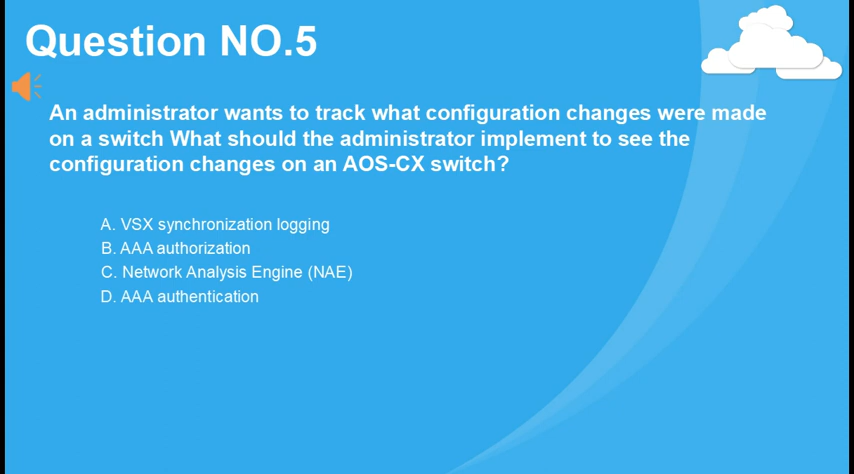 Question NO.5
An administrator wants to track what configuration changes were made
on a switch What should the administrator implement to see the
configuration changes on an AOS-CX switch?
A. VSX synchronization logging
B. AAA authorization
C. Network Analysis Engine (NAE)
D. AAA authentication